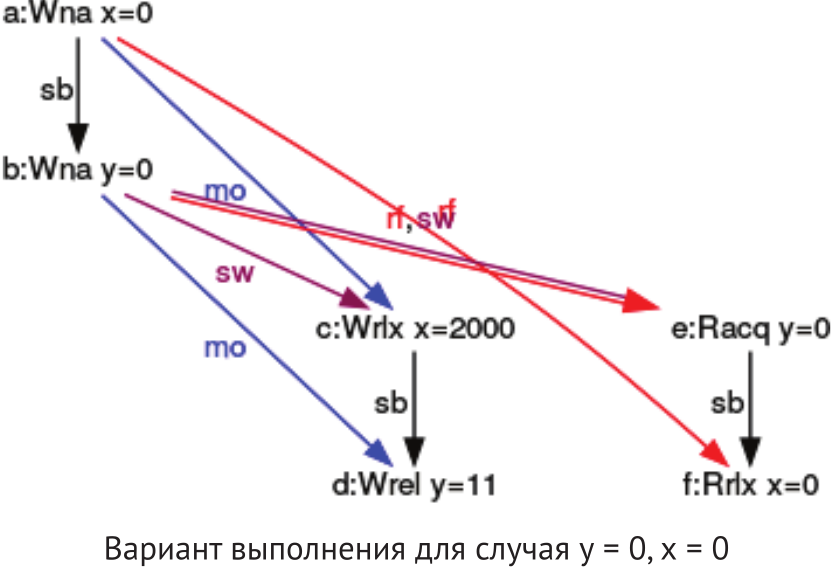 a:Wna x=0
sb
b:Wna y=0
mo
rf,sw
rf
sw
c:Wrlx x=2000
e:Racq y=0
mo
sb
sb
d:Wrel y=11
f:Rrlx x=0
Вариант выполнения для случая y = 0, x = 0